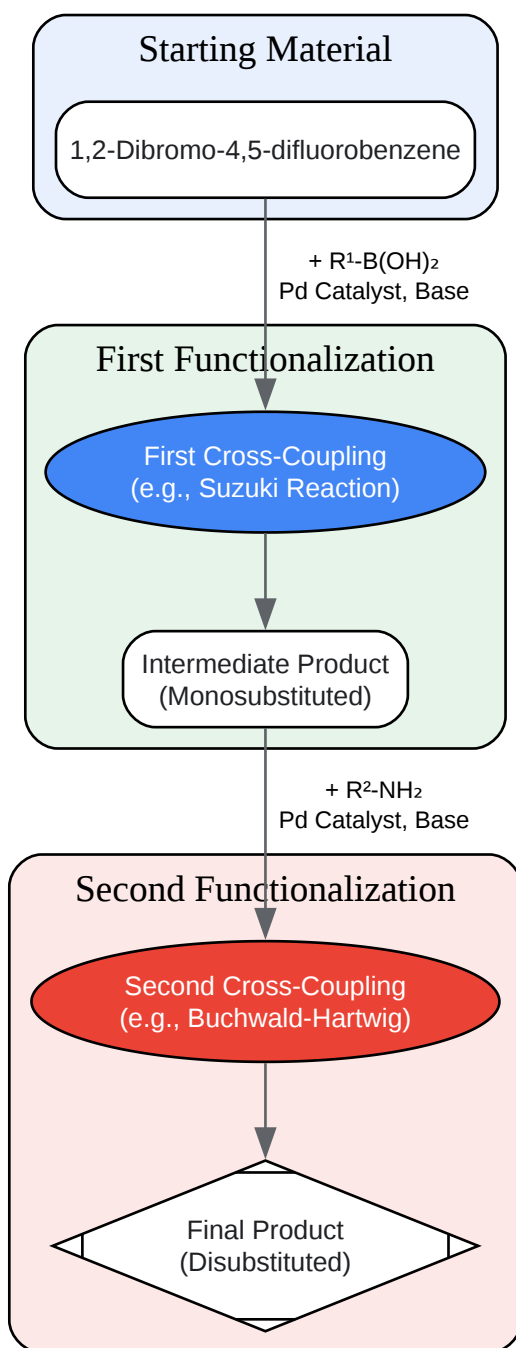 Starting Material
1,2-Dibromo-4,5-difluorobenzene
+ R¹-B(OH)₂
Pd Catalyst, Base
First Functionalization
First Cross-Coupling
(e.g., Suzuki Reaction)
Intermediate Product
(Monosubstituted)
+ R²-NH₂
Pd Catalyst, Base
Second Functionalization
Second Cross-Coupling
(e.g., Buchwald-Hartwig)
Final Product
(Disubstituted)